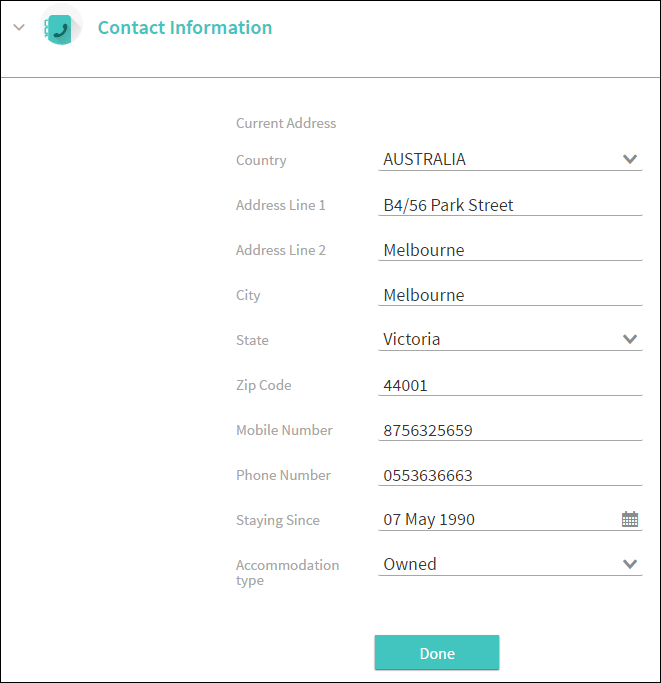 Contact Information
Current Address
Country AUSTRALIA
Address Line 1 B4/56 Park Street
Address Line 2 Melbourne
City Melbourne
State Victoria
Zip Code 44001
Mobile Number 8756325659
Phone Number 0553636663
Staying Since 07 May 1990
Accommodation Owned
type
Done